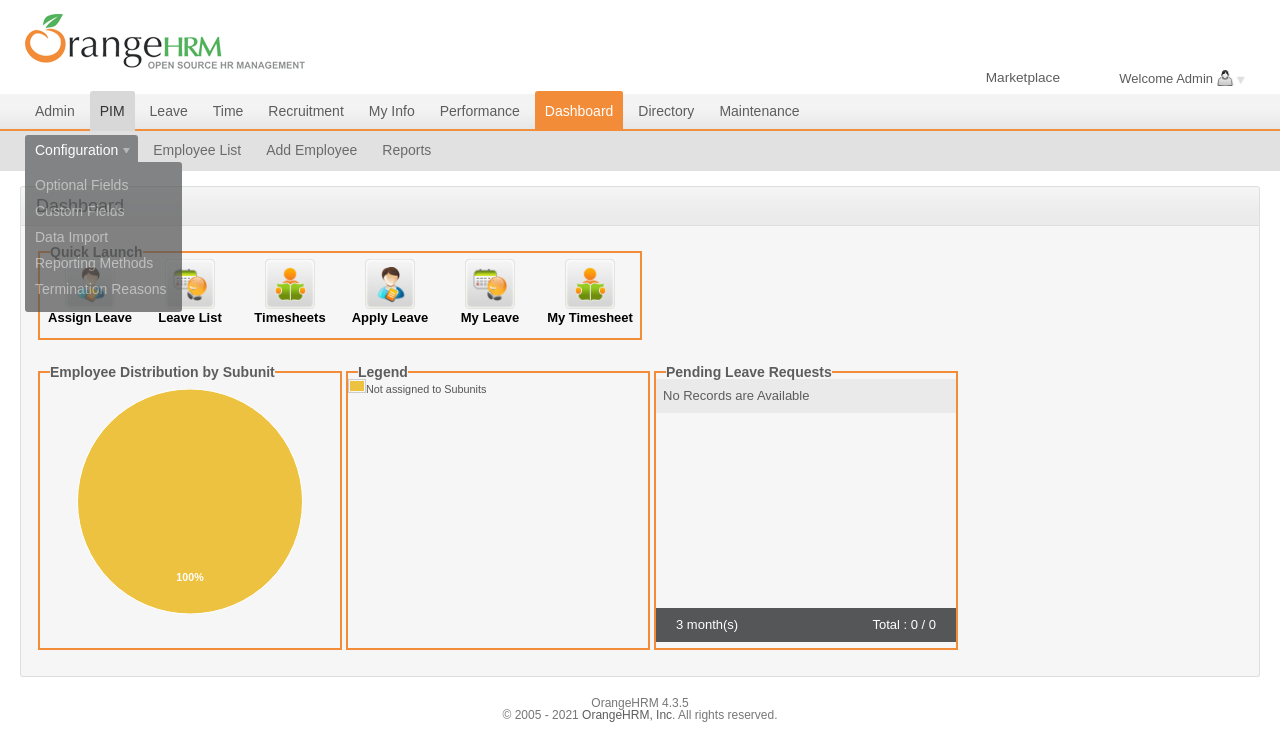 OrangeHRM
OPEN SOURCE HR MANAGEMENT
Marketplace Welcome Admin
Admin PIM Leave Time Recruitment My Info Performance Dashboard Directory Maintenance
Configuration Employee List Add Employee Reports
Optional Fields
Dashboard
Custom Fields
Data Import
Quick Launch
Reporting Methods
Termination Reasons
Assign Leave Leave List Timesheets Apply Leave My Leave My Timesheet
Employee Distribution by Subunit Legend Pending Leave Requests
Not assigned to Subunits
No Records are Available
100%
3 month(s) Total : 0 / 0
OrangeHRM 4.3.5
© 2005 - 2021 OrangeHRM, Inc. All rights reserved.